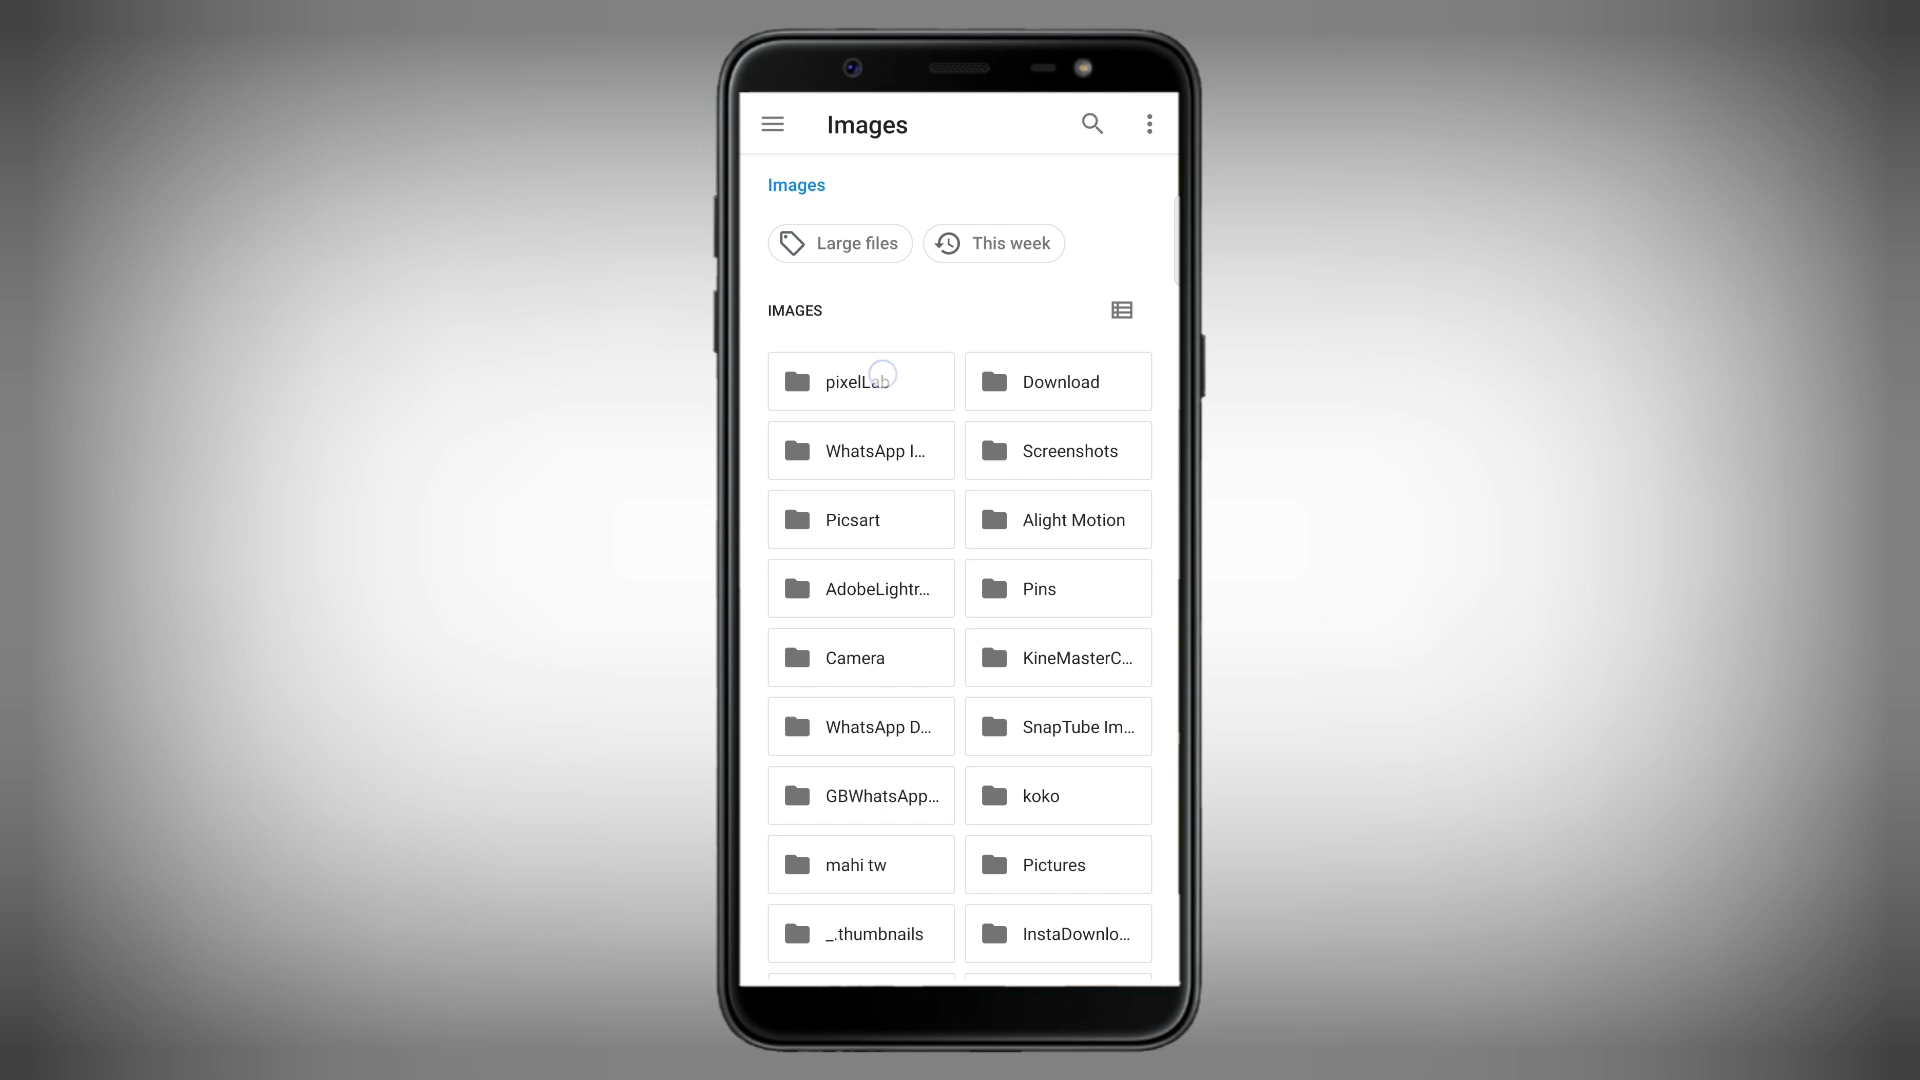 Images
Images
Large files
This week
IMAGES
pixelLab
Download
WhatsApp I...
Screenshots
Picsart
Alight Motion
AdobeLightr...
Pins
Camera
KineMasterC...
WhatsApp D...
SnapTube Im...
GBWhatsApp...
koko
mahi tw
Pictures
_.thumbnails
InstaDownlo...